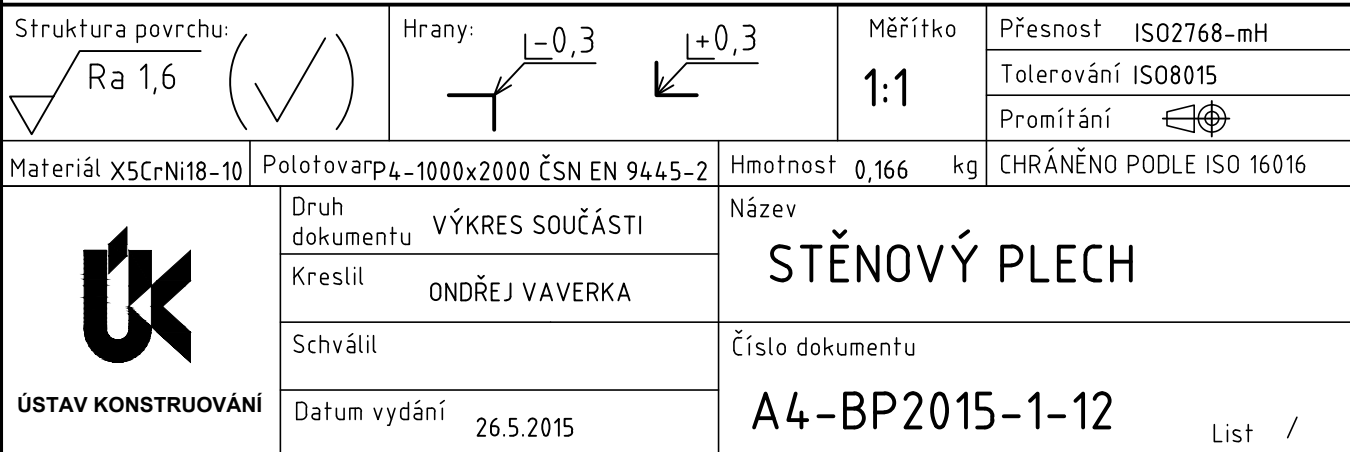 Struktura povrchu:
Ra 1,6
Hrany:
-0,3
+0,3
Měřítko
1:1
Přesnost ISO2768-mH
Tolerování ISO8015
Promítání
Materiál X5CrNi18-10
Polotovar P4-1000x2000 ČSN EN 9445-2
Hmotnost 0,166 kg
CHRÁNĚNO PODLE ISO 16016
ÚK
ÚSTAV KONSTRUOVÁNÍ
Druh
dokumentu VÝKRES SOUČÁSTI
Kreslil ONDŘEJ VAVERKA
Schválil
Datum vydání 26.5.2015
Název
STĚNOVÝ PLECH
Číslo dokumentu
A4-BP2015-1-12
List /